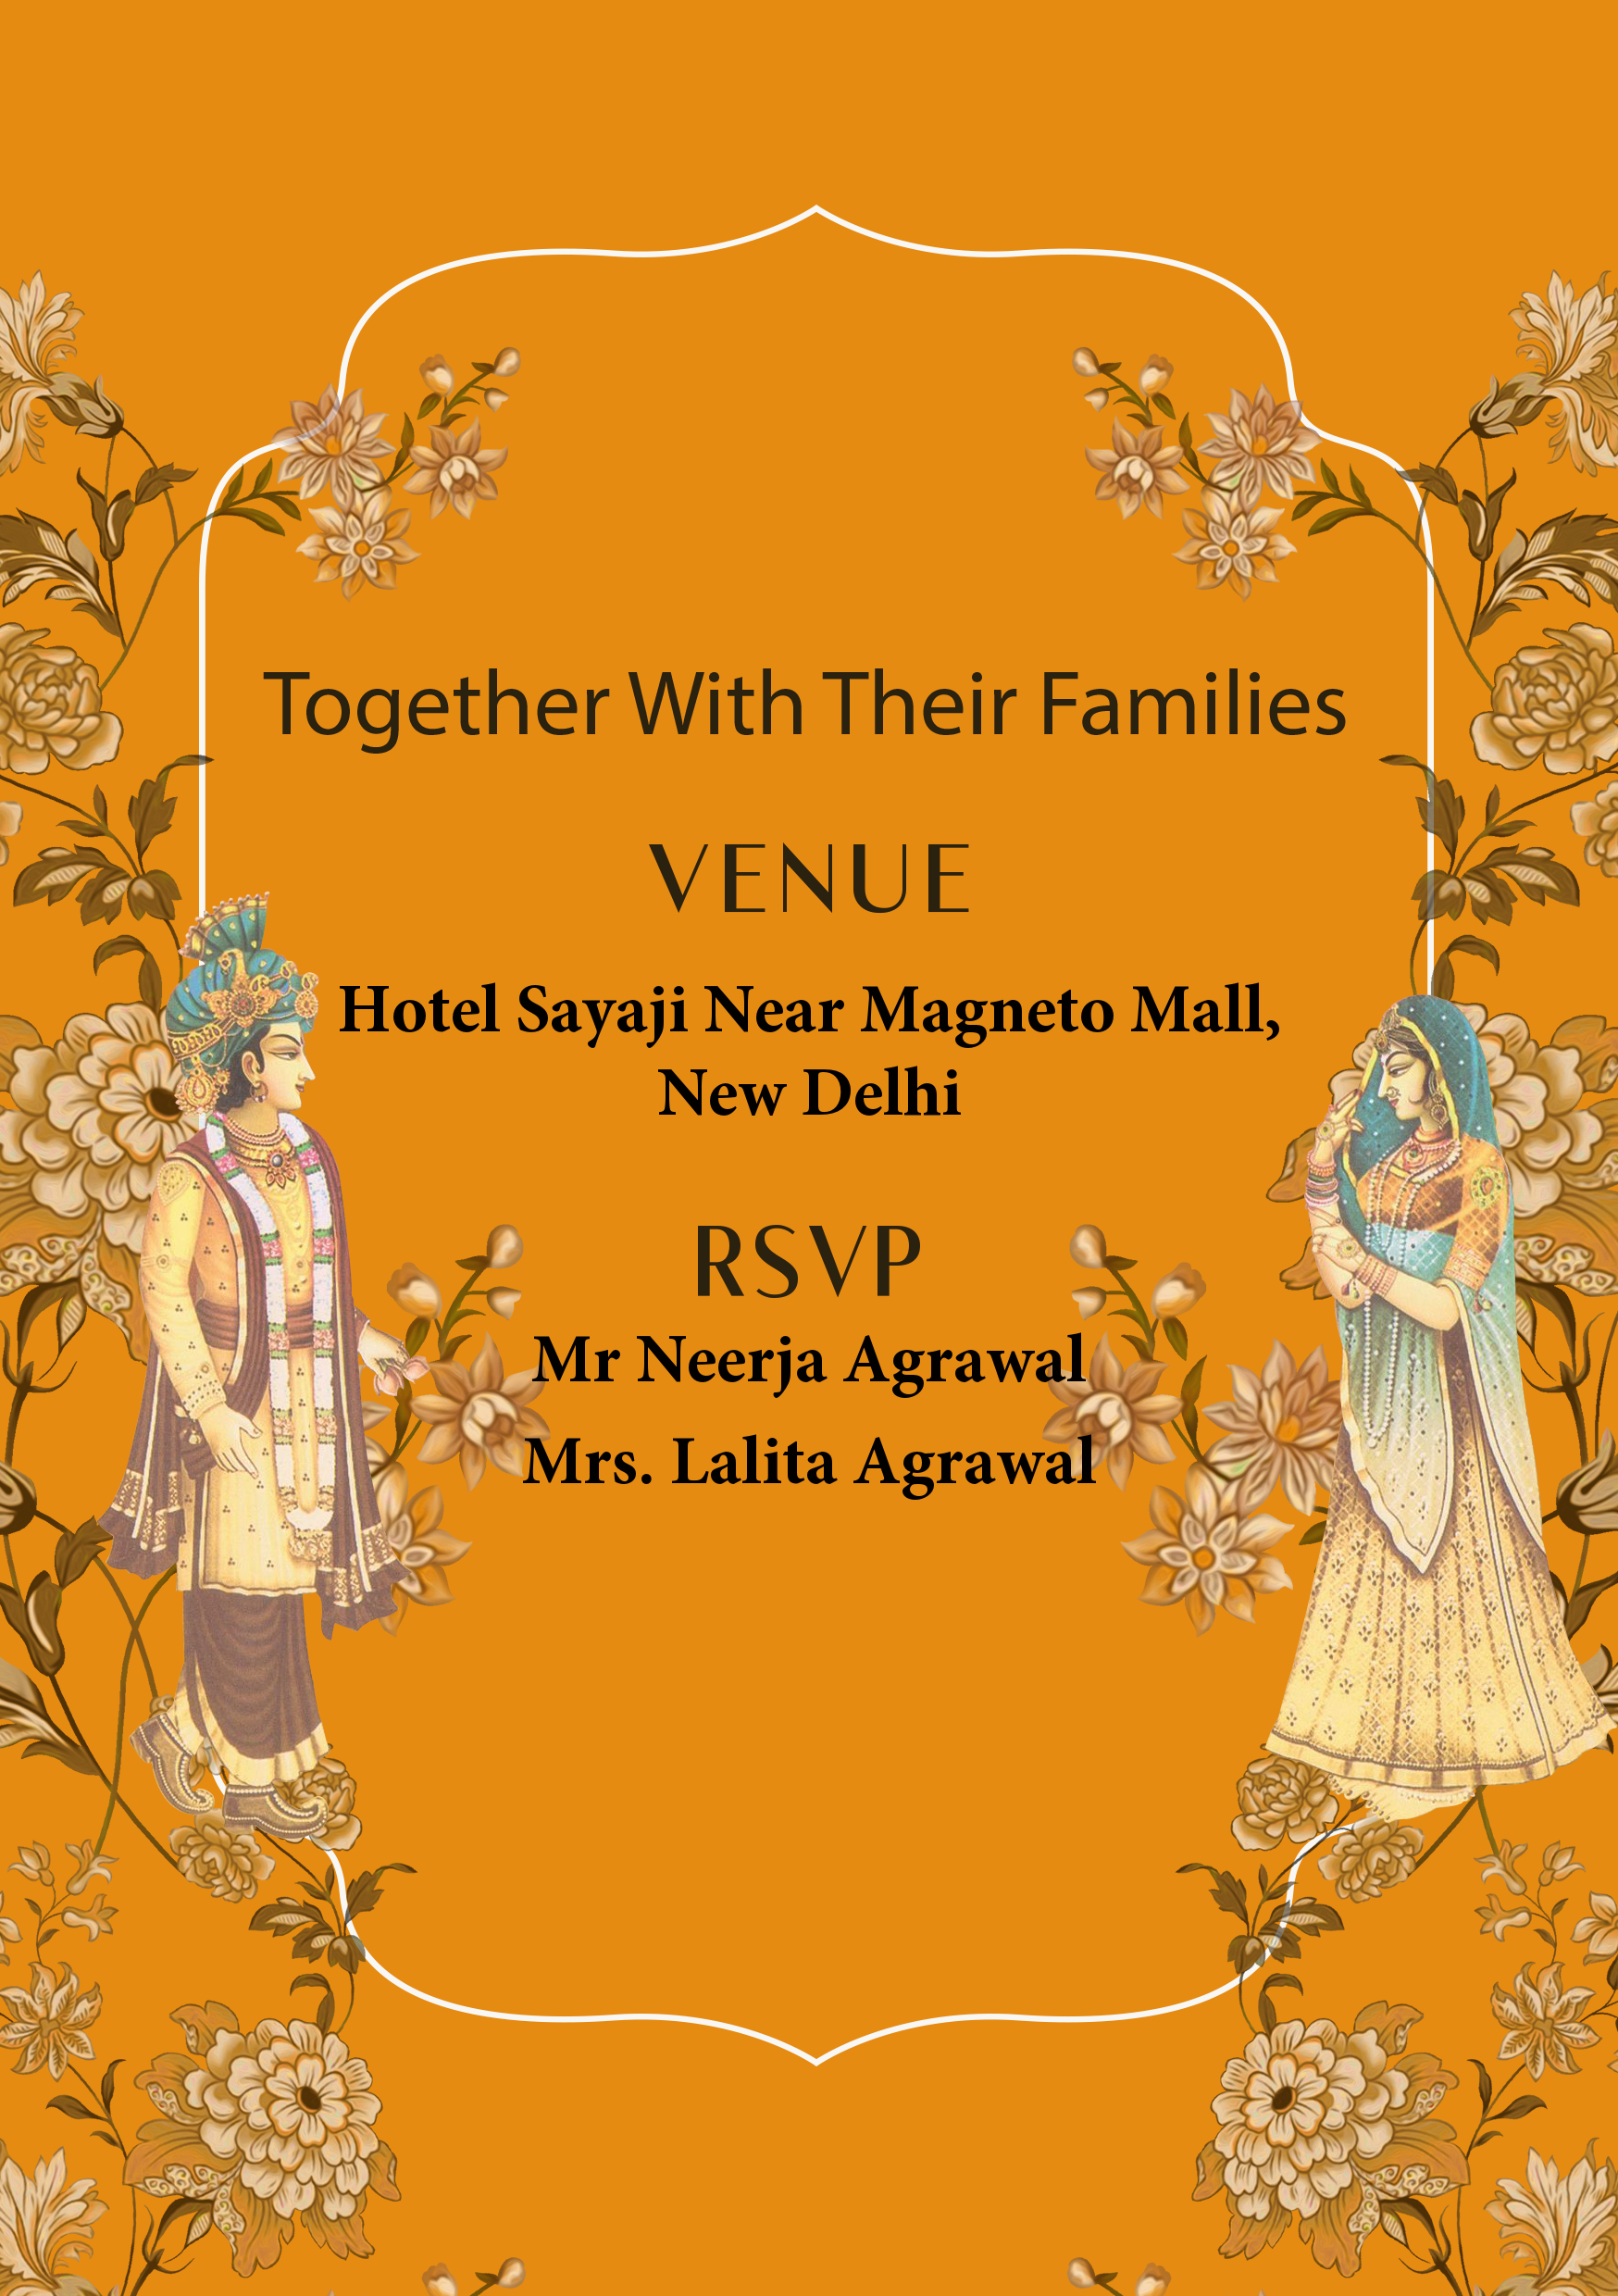 Together With Their Families
VENUE
Hotel Sayaji Near Magneto Mall,
New Delhi
RSVP
Mr Neerja Agrawal
Mrs. Lalita Agrawal